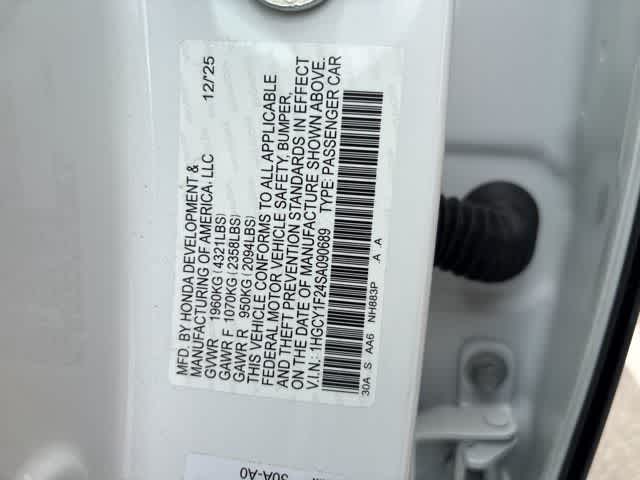 MFD. BY HONDA DEVELOPMENT & 12/'25
MANUFACTURING OF AMERICA, LLC
GVWR 1960KG(4321LBS)
GAWR F 1070KG(2358LBS)
GAWR R 950KG(2094LBS)
THIS VEHICLE CONFORMS TO ALL APPLICABLE
FEDERAL MOTOR VEHICLE SAFETY, BUMPER,
AND THEFT PREVENTION STANDARDS IN EFFECT
ON THE DATE OF MANUFACTURE SHOWN ABOVE.
V.I.N.: 1HGCY1F24SA090689 TYPE: PASSENGER CAR
30A S AA6 NH883P .A .A
30A-A0